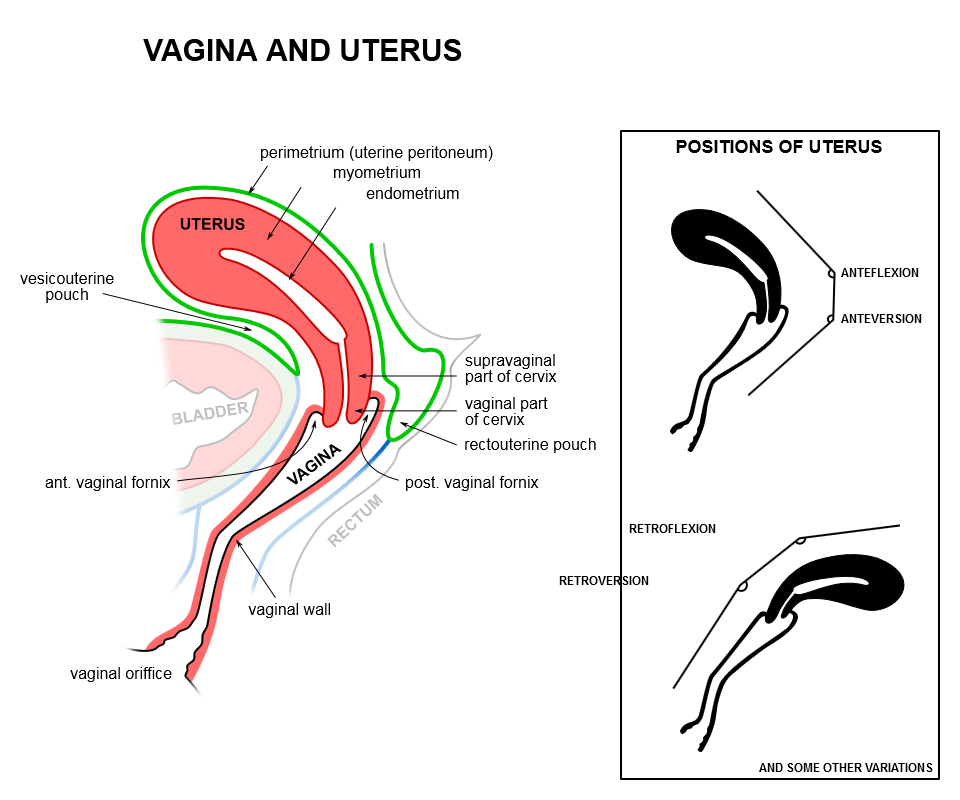 VAGINA AND UTERUS
perimetrium (uterine peritoneum)
myometrium
endometrium
UTERUS
vesicouterine
pouch
supravaginal
part of cervix
BLADDER
vaginal part
of cervix
rectouterine pouch
VAGINA
ant. vaginal fornix
post. vaginal fornix
RECTUM
vaginal wall
vaginal oriffice
POSITIONS OF UTERUS
ANTEFLEXION
ANTEVERSION
RETROFLEXION
RETROVERSION
AND SOME OTHER VARIATIONS